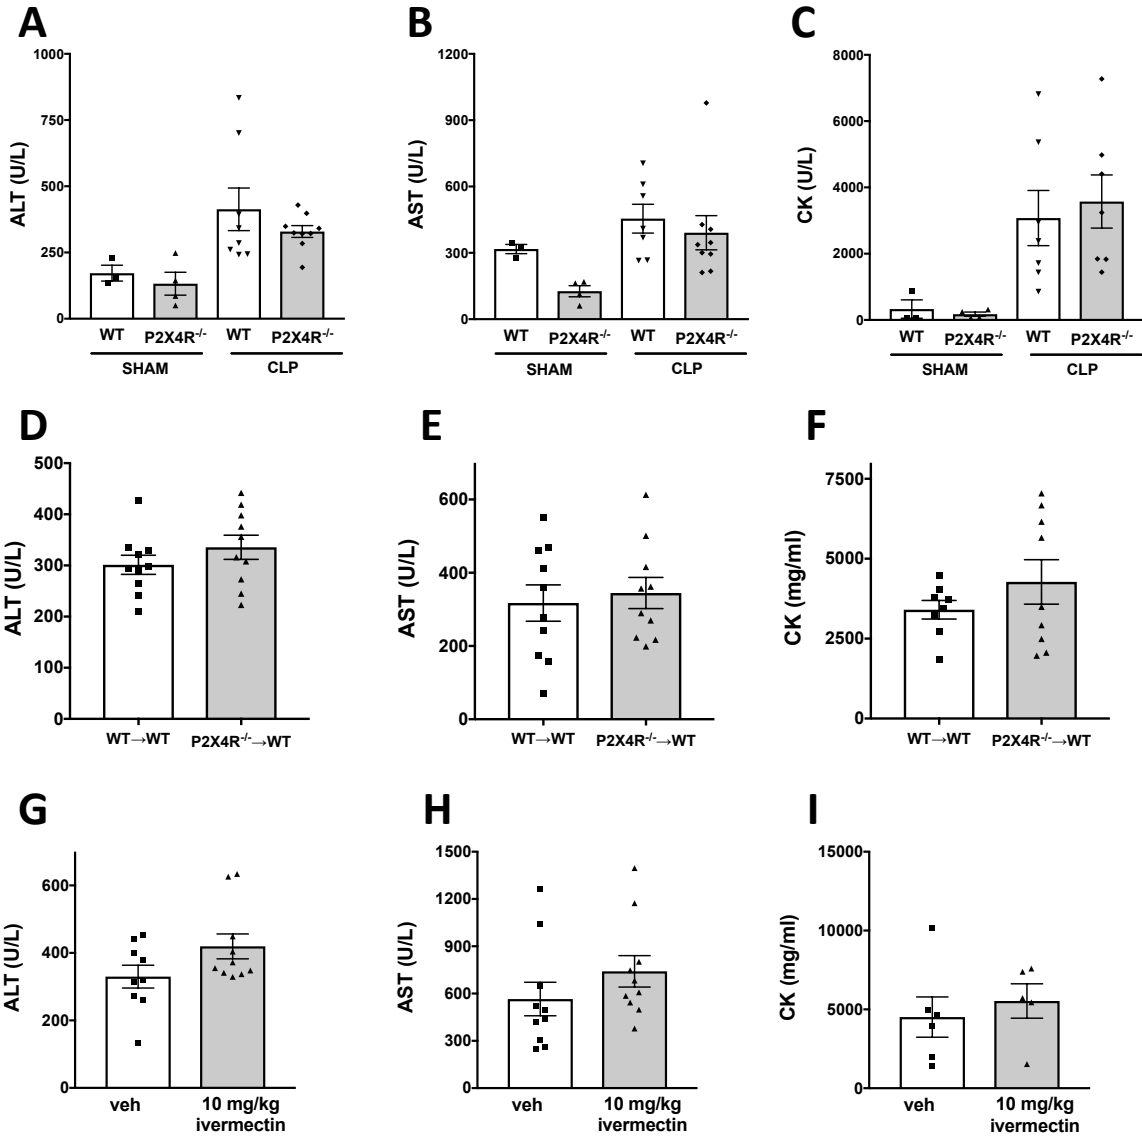 A
B
C
ALT (U/L)
1000
750
500
250
0
WT
P2X4R-/-
WT
P2X4R-/-
SHAM
CLP
AST (U/L)
1200
900
600
300
0
WT
P2X4R-/-
WT
P2X4R-/-
SHAM
CLP
CK (U/L)
8000
6000
4000
2000
0
WT
P2X4R-/-
WT
P2X4R-/-
SHAM
CLP
D
E
F
ALT (U/L)
500
400
300
200
100
0
WT→WT
P2X4R-/-→WT
AST (U/L)
600
400
200
0
WT→WT
P2X4R-/-→WT
CK (mg/ml)
7500
5000
2500
0
WT→WT
P2X4R-/-→WT
G
H
I
ALT (U/L)
600
400
200
0
veh
10 mg/kg
ivermectin
AST (U/L)
1500
1200
900
600
300
0
veh
10 mg/kg
ivermectin
CK (mg/ml)
15000
10000
5000
0
veh
10 mg/kg
ivermectin